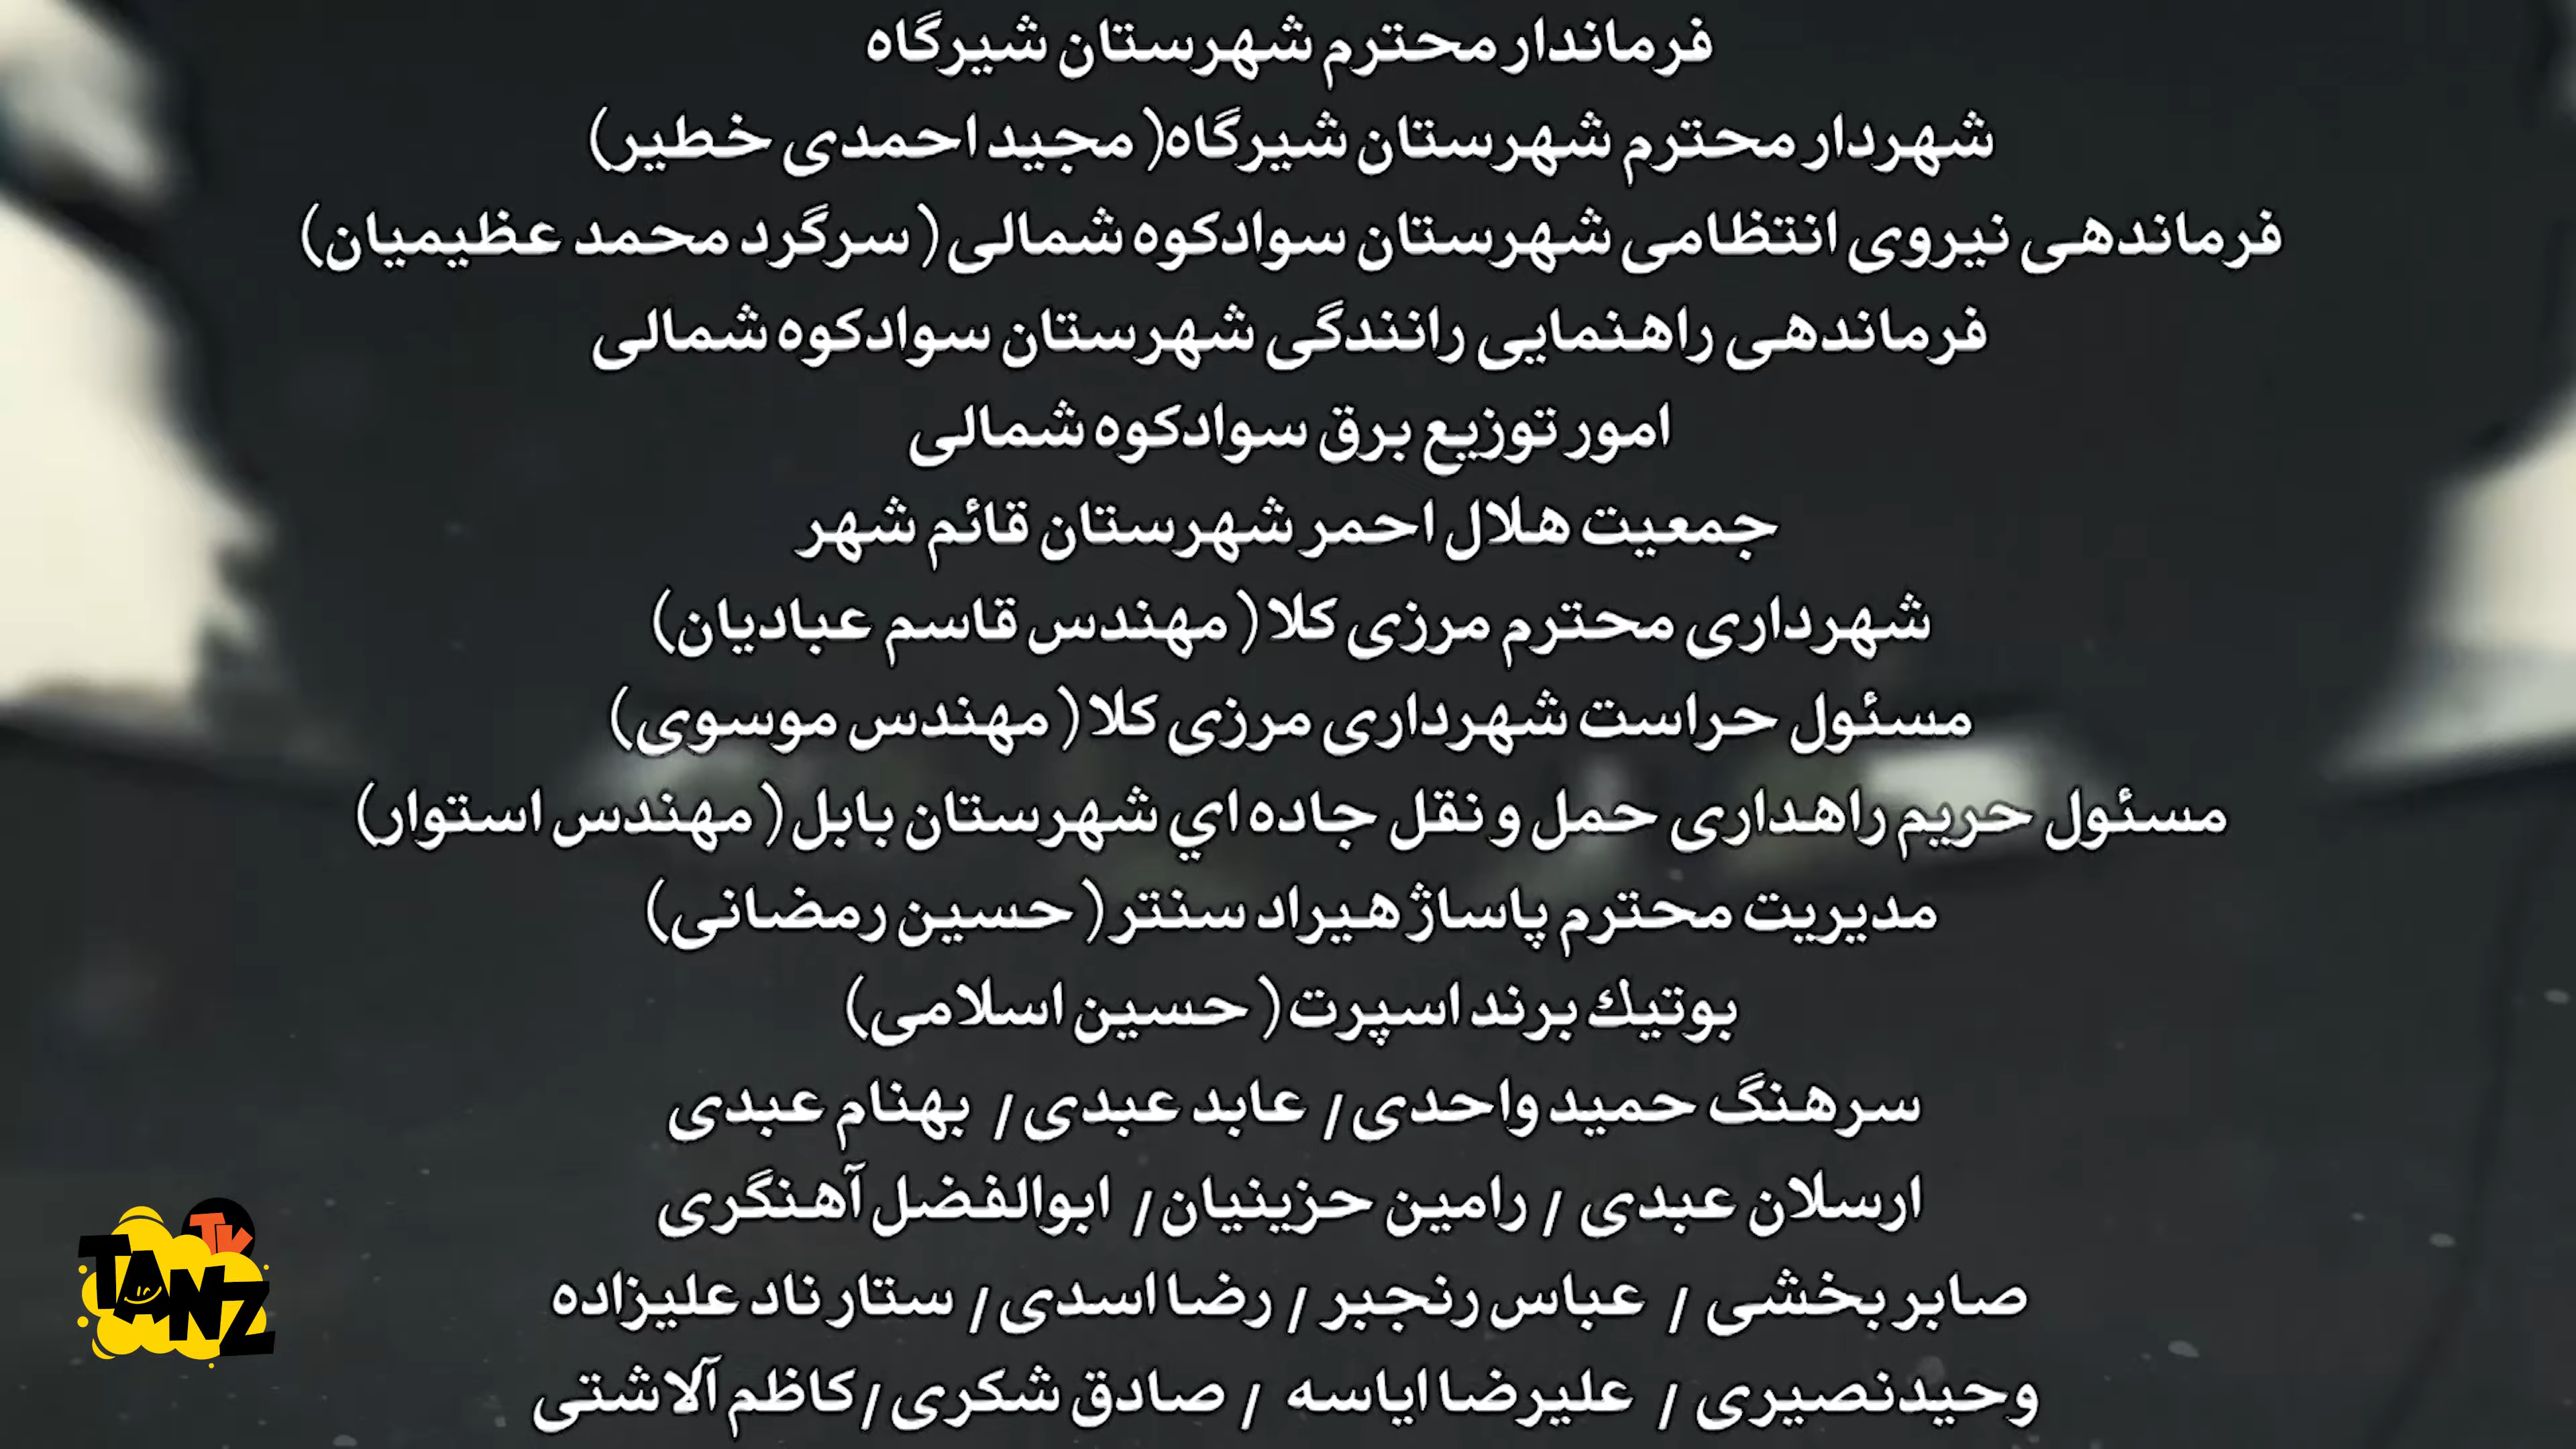 فرماندار محترم شهرستان شیرگاه
شهردار محترم شهرستان شیرگاه( مجید احمدی خطیر)
فرماندهی نیروی انتظامی شهرستان سوادکوه شمالی( سرگرد محمد عظیمیان)
فرماندهی راهنمایی رانندگی شهرستان سوادکوه شمالی
امور توزیع برق سوادکوه شمالی
جمعیت هلال احمر شهرستان قائم شهر
شهرداری محترم مرزی کلا( مهندس قاسم عبادیان)
مسئول حراست شهرداری مرزی کلا( مهندس موسوی)
مسئول حریم راهداری حمل و نقل جاده اي شهرستان بابل( مهندس استوار)
مدیریت محترم پاساژ هیراد سنتر( حسین رمضانی)
بوتیك برند اسپرت( حسین اسلامی)
سرهنگ حمید واحدی/ عابد عبدی/ بهنام عبدی
ارسلان عبدی / رامین حزینیان/ ابوالفضل آهنگری
صابر بخشی / عباس رنجبر / رضا اسدی/ ستار ناد علیزاده
وحیدنصیری / علیرضا ایاسه / صادق شکری /کاظم آلاشتی
TANZ TV